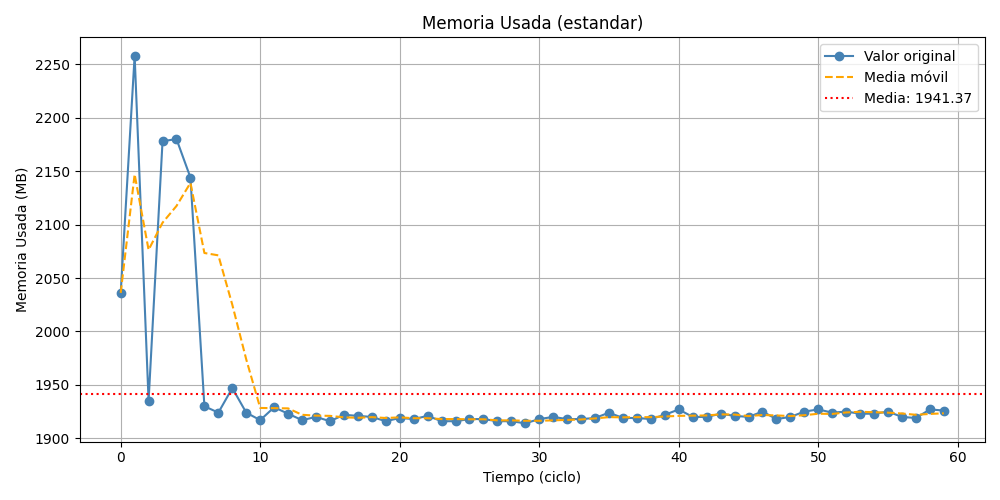 Memoria Usada (estandar)
Valor original
Media móvil
Media: 1941.37
Memoria Usada (MB)
2250
2200
2150
2100
2050
2000
1950
1900
0 10 20 30 40 50 60
Tiempo (ciclo)